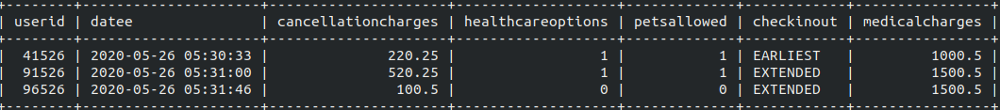 | userid | datee | cancellationcharges | healthcareoptions | petsallowed | checkinout | medicalcharges |
| 41526 | 2020-05-26 05:30:33 | 220.25 | 1 | 1 | EARLIEST | 1000.5 |
| 91526 | 2020-05-26 05:31:00 | 520.25 | 1 | 1 | EXTENDED | 1500.5 |
| 96526 | 2020-05-26 05:31:46 | 100.5 | 0 | 0 | EXTENDED | 1500.5 |